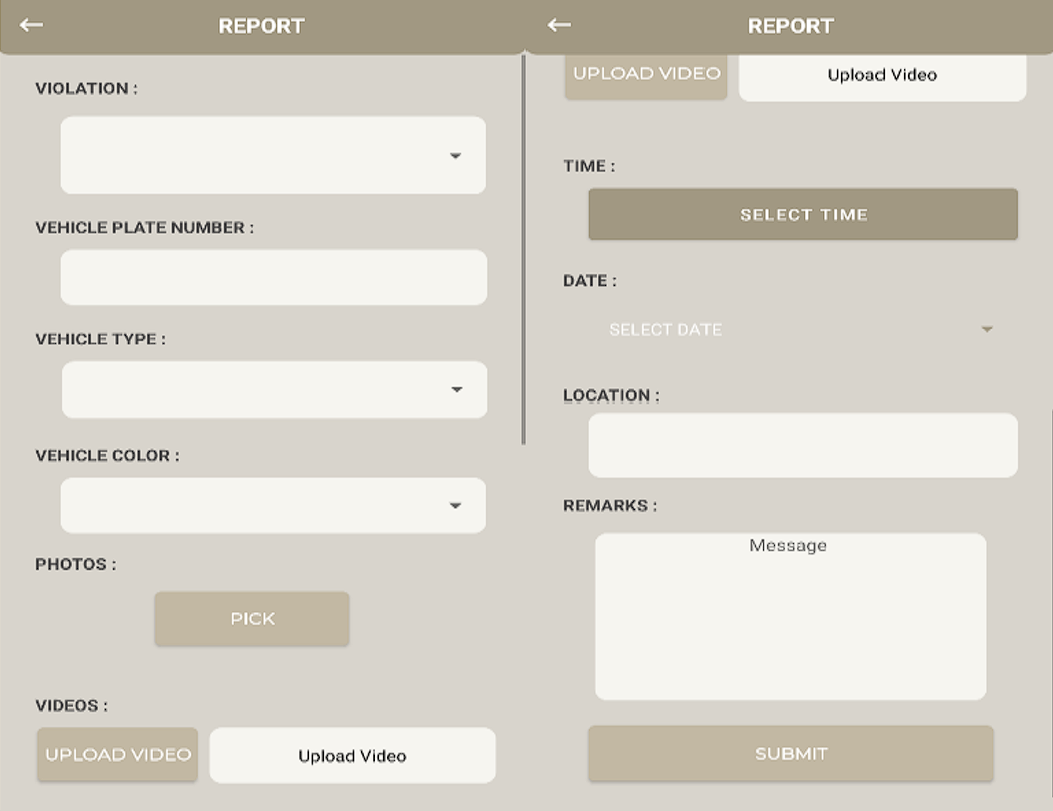 REPORT
VIOLATION :
VEHICLE PLATE NUMBER :
VEHICLE TYPE :
VEHICLE COLOR :
PHOTOS :
PICK
VIDEOS :
UPLOAD VIDEO
Upload Video
REPORT
UPLOAD VIDEO
Upload Video
TIME :
SELECT TIME
DATE :
SELECT DATE
LOCATION :
REMARKS :
Message
SUBMIT